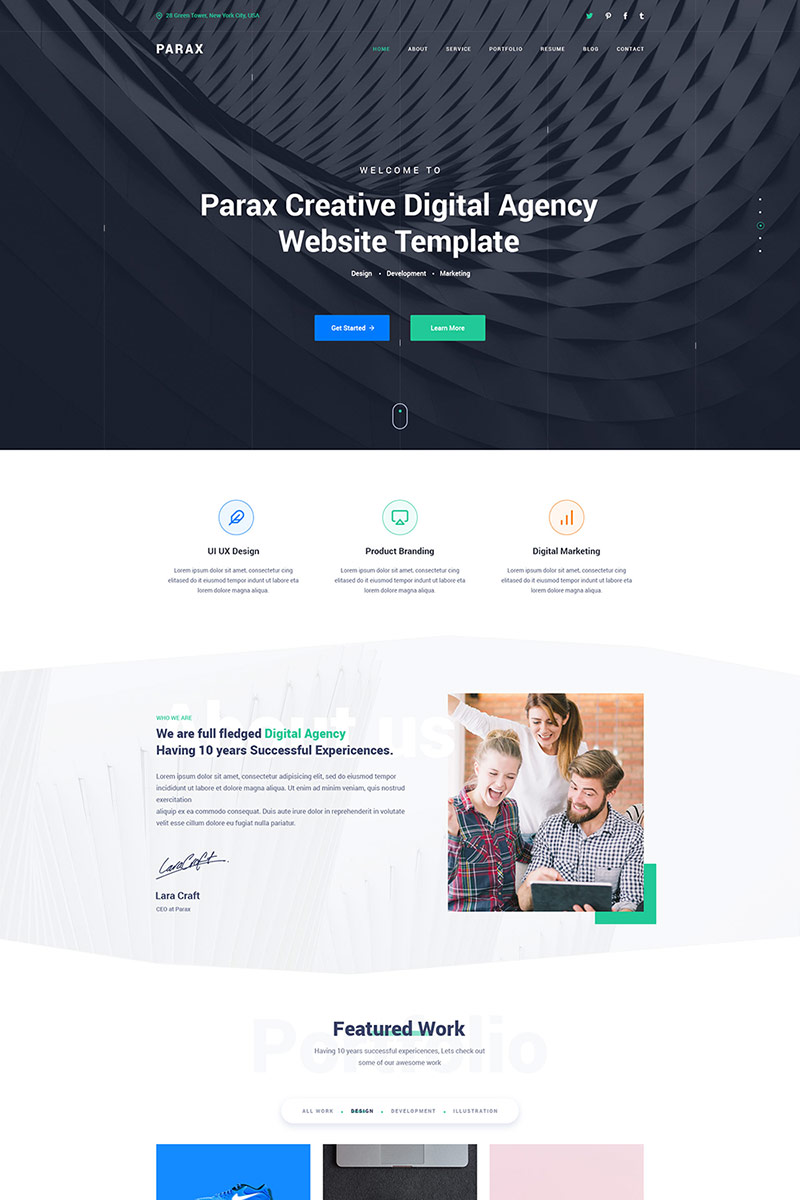 28 Green Tower, New York City, USA
PARAX
HOME ABOUT SERVICE PORTFOLIO RESUME BLOG CONTACT
WELCOME TO
Parax Creative Digital Agency
Website Template
Design • Development • Marketing
Get Started → Learn More
UI UX Design
Lorem ipsum dolor sit amet, consectetur cing
elitased do it eiusmod tempor indunt ut labore eta
lorem dolore magna aliqua.
Product Branding
Lorem ipsum dolor sit amet, consectetur cing
elitased do it eiusmod tempor indunt ut labore eta
lorem dolore magna aliqua.
Digital Marketing
Lorem ipsum dolor sit amet, consectetur cing
elitased do it eiusmod tempor indunt ut labore eta
lorem dolore magna aliqua.
About us
WHO WE ARE
We are full fledged Digital Agency
Having 10 years Successful Expericences.
Lorem ipsum dolor sit amet, consectetur adipisicing elit, sed do eiusmod tempor
incididunt ut labore et dolore magna aliqua. Ut enim ad minim veniam, quis nostrud
exercitation
aliquip ex ea commodo consequat. Duis aute irure dolor in reprehenderit in volutate
velit esse cillum dolore eu fugiat nulla pariatur.
LaraCraft
Lara Craft
CEO at Parax
Portfolio
Featured Work
Having 10 years successful expericences, Lets check out
some of our awesome work
ALL WORK • DESIGN • DEVELOPMENT • ILLUSTRATION